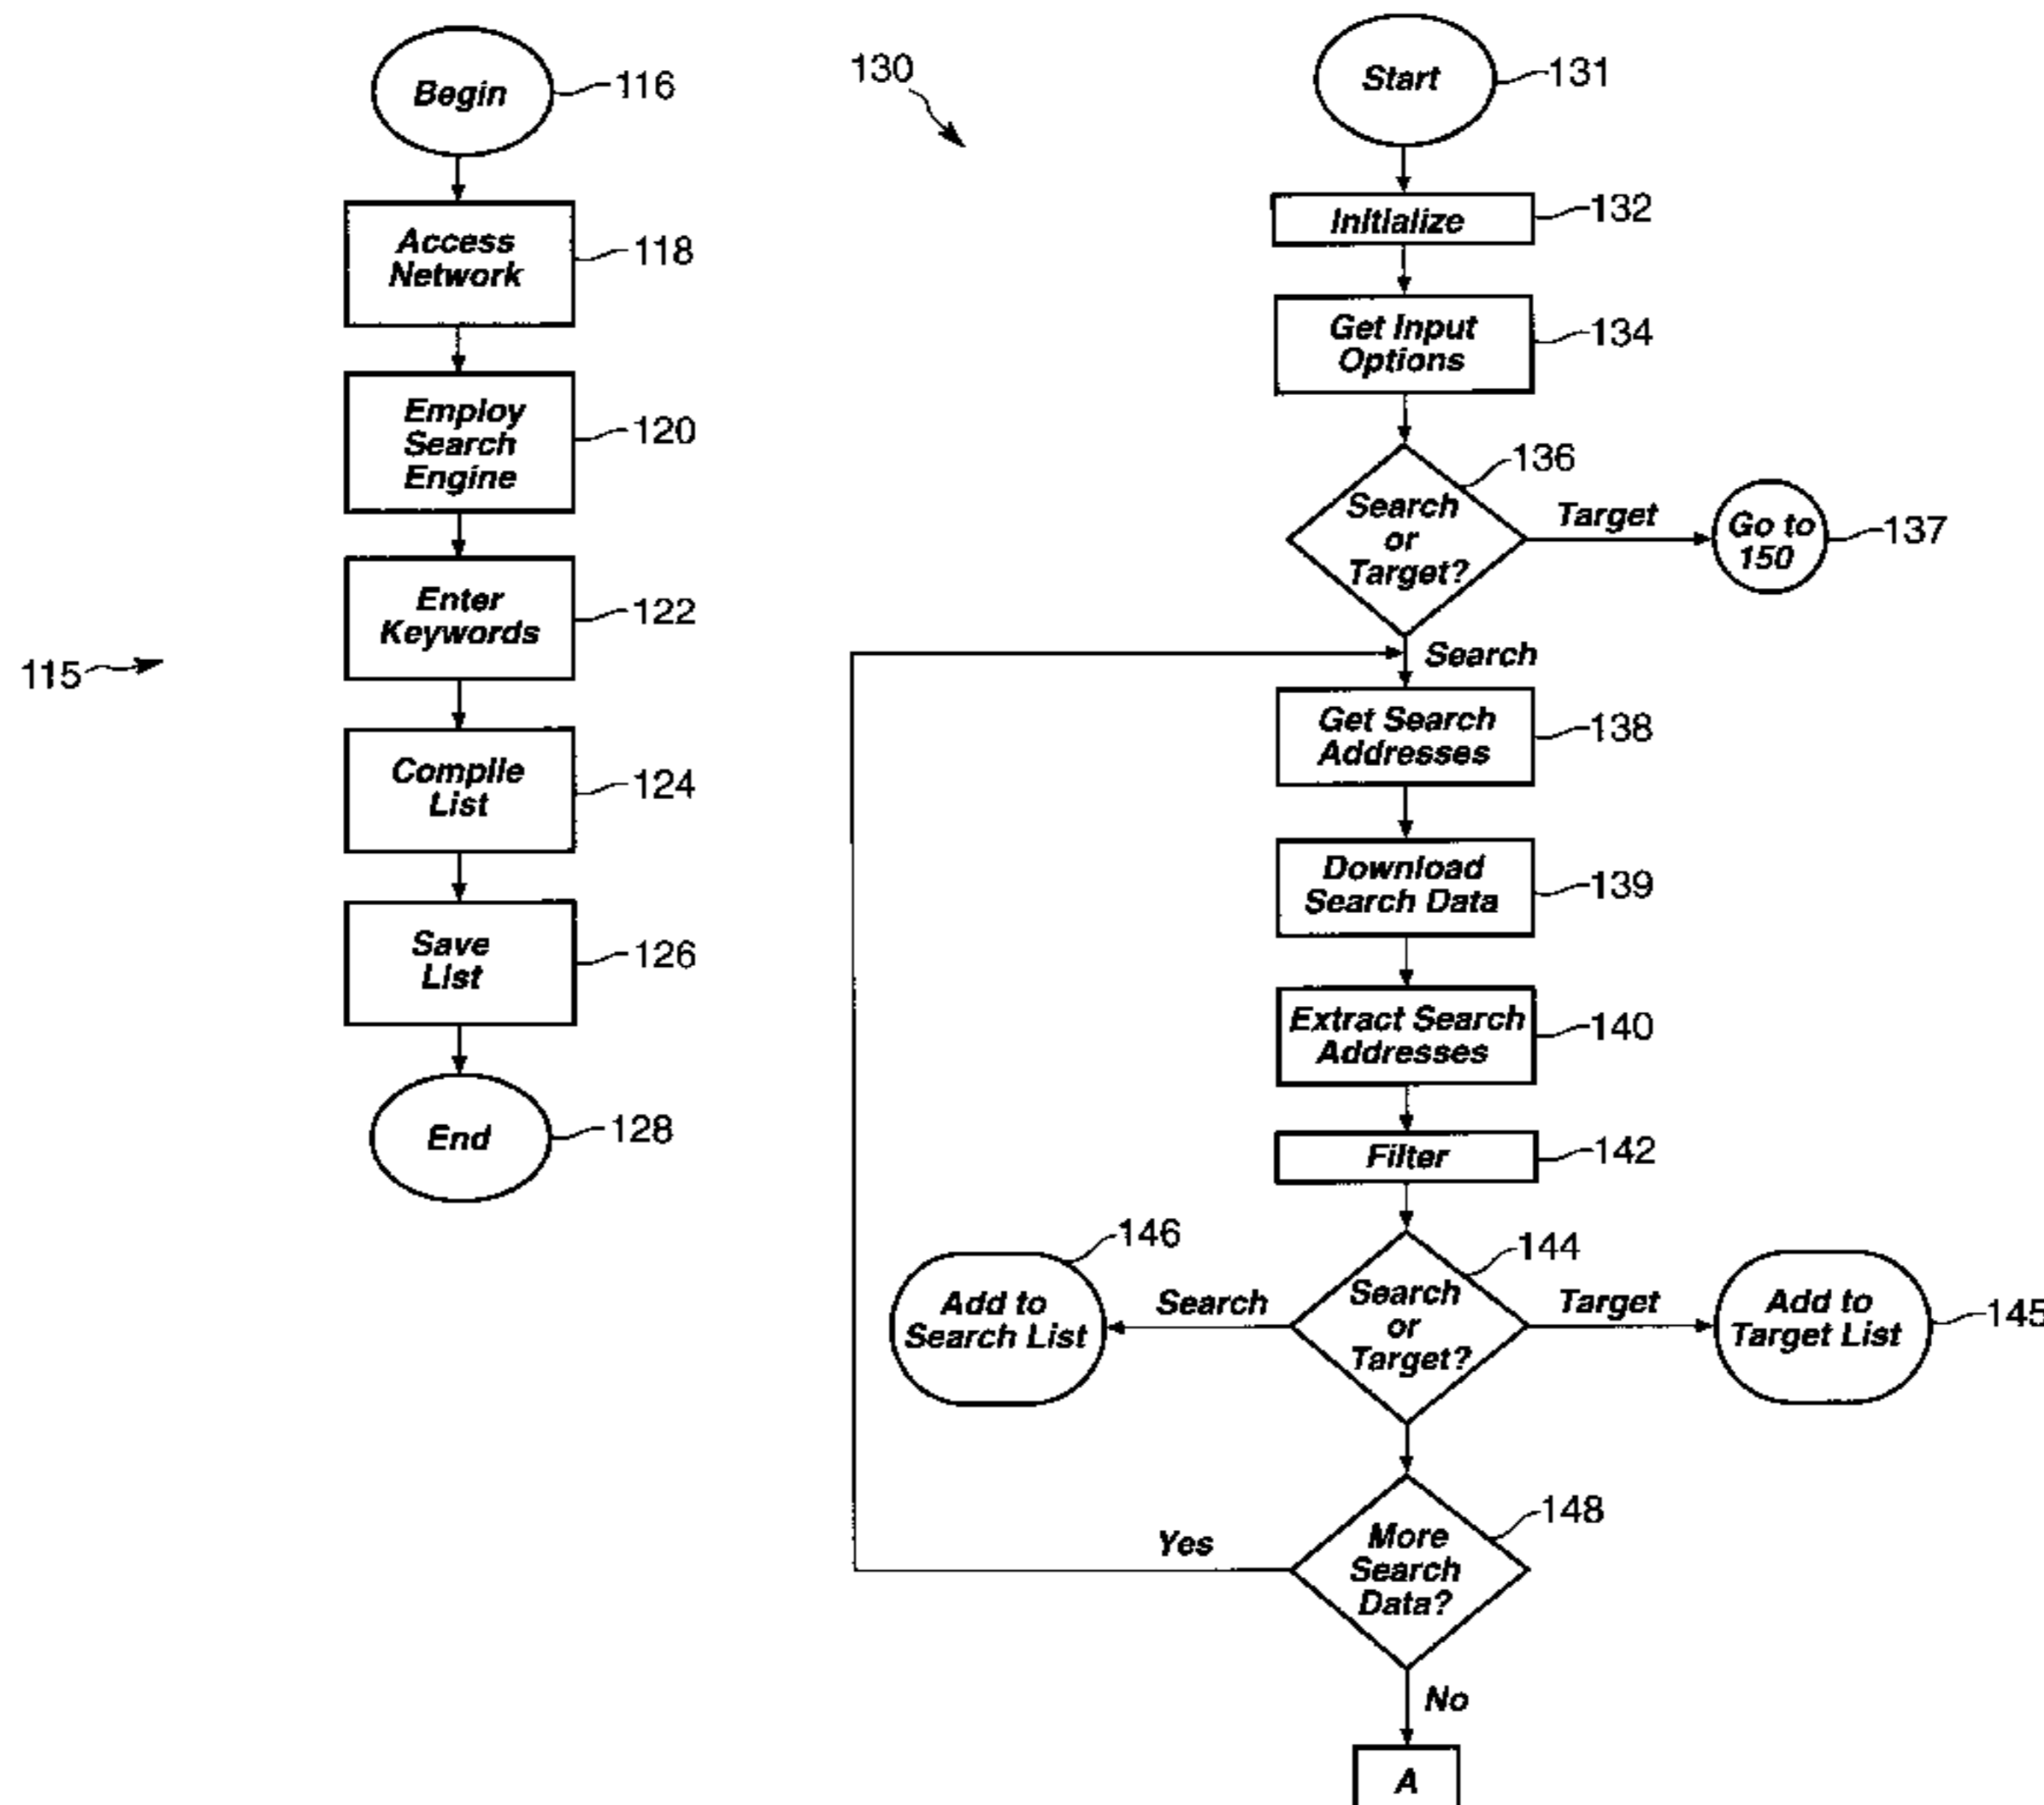 Begin
116
Access
Network
118
Employ
Search
Engine
120
Enter
Keywords
122
115
Compile
List
124
Save
List
126
End
128
130
Start
131
Initialize
132
Get Input
Options
134
136
Search
or
Target?
Target
Go to
150
137
Search
Get Search
Addresses
138
Download
Search Data
139
Extract Search
Addresses
140
Filter
142
146
Add to
Search List
Search
144
Search
or
Target?
Target
Add to
Target List
145
148
More
Search
Data?
Yes
No
A